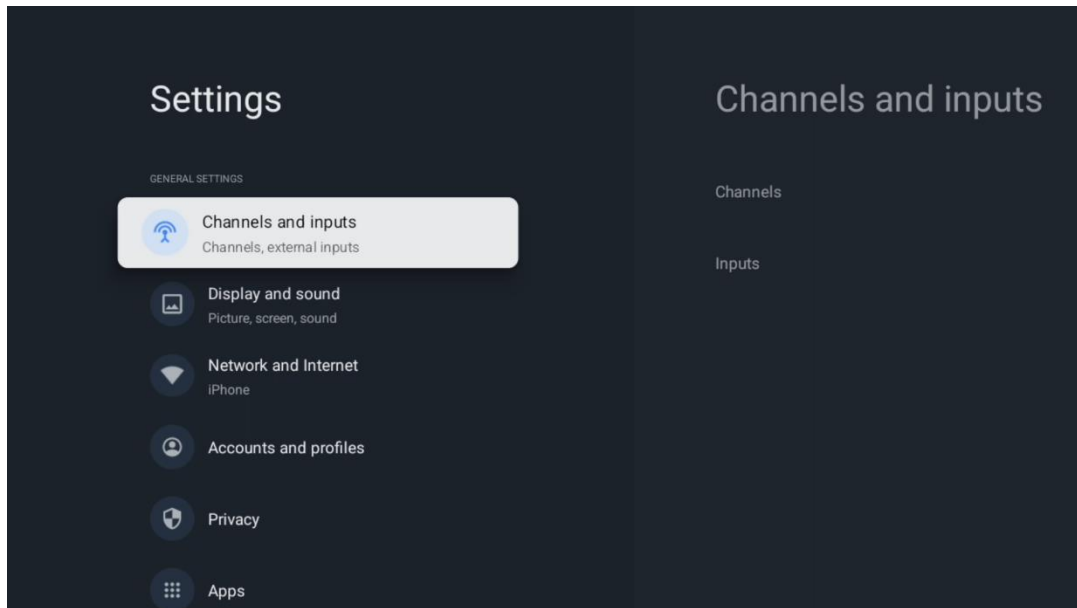 Settings
GENERAL SETTINGS
Channels and inputs
Channels, external inputs
Display and sound
Picture, screen, sound
Network and Internet
iPhone
Accounts and profiles
Privacy
Apps
Channels and inputs
Channels
Inputs